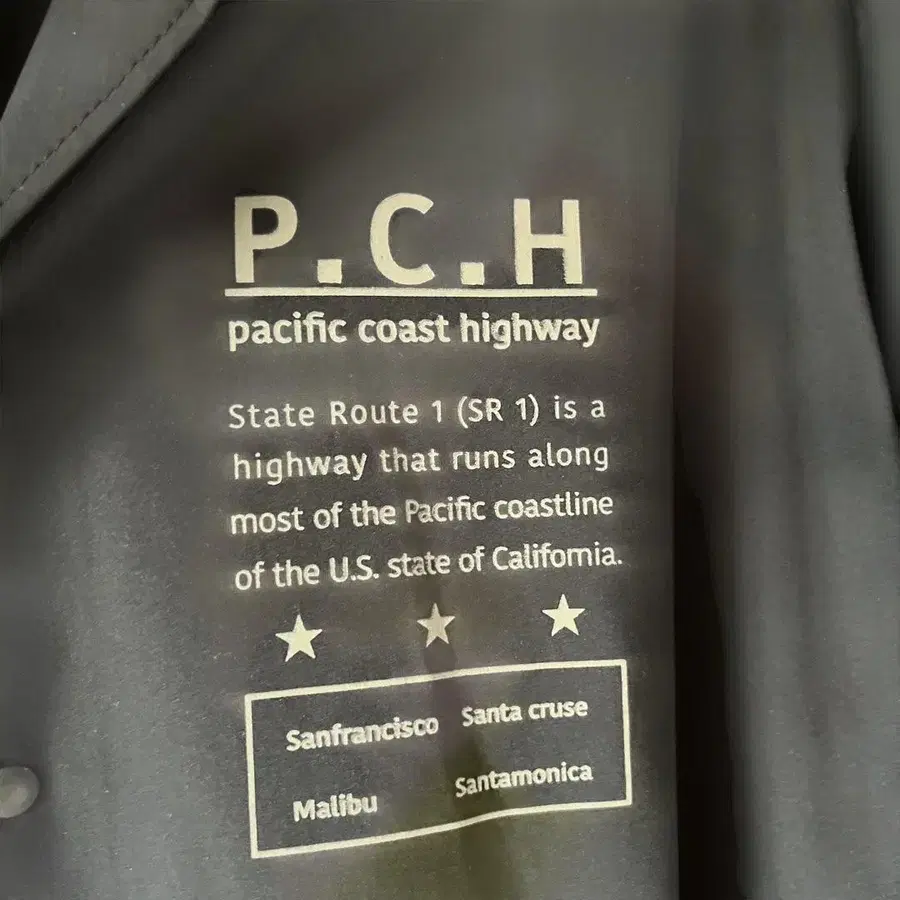 P.C.H
pacific coast highway
State Route 1 (SR 1) is a
highway that runs along
most of the Pacific coastline
of the U.S. state of California.
Sanfrancisco Santa cruse
Malibu Santamonica